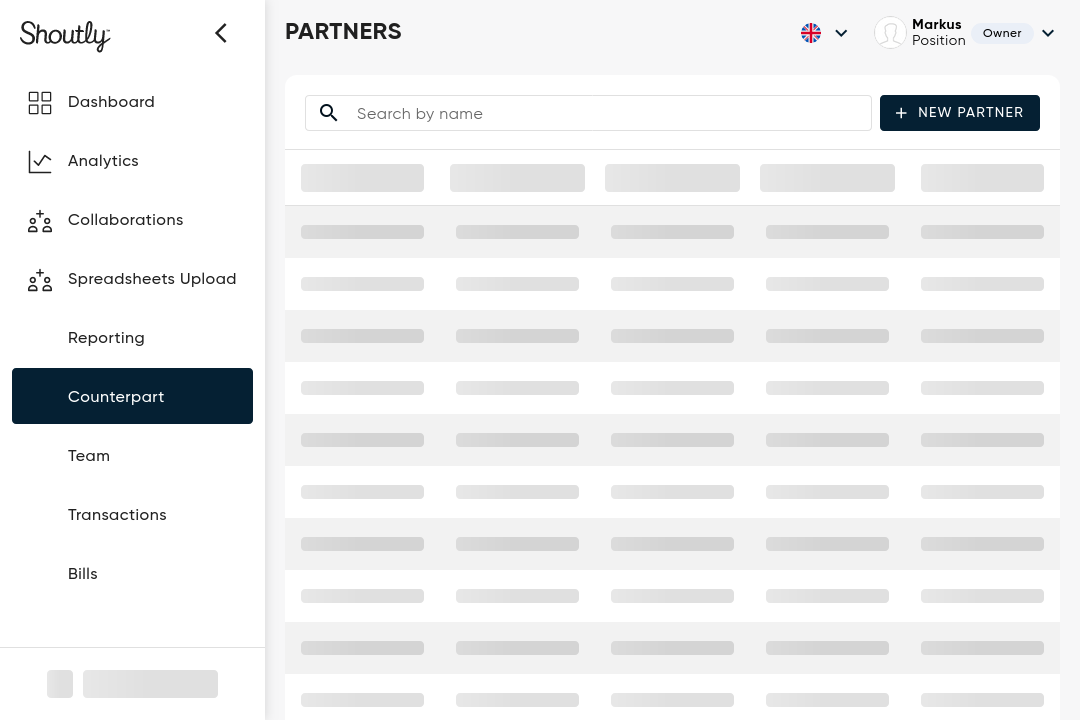 Shoutly
Dashboard
Analytics
Collaborations
Spreadsheets Upload
Reporting
Counterpart
Team
Transactions
Bills
PARTNERS
Markus
Position
Owner
Search by name
NEW PARTNER